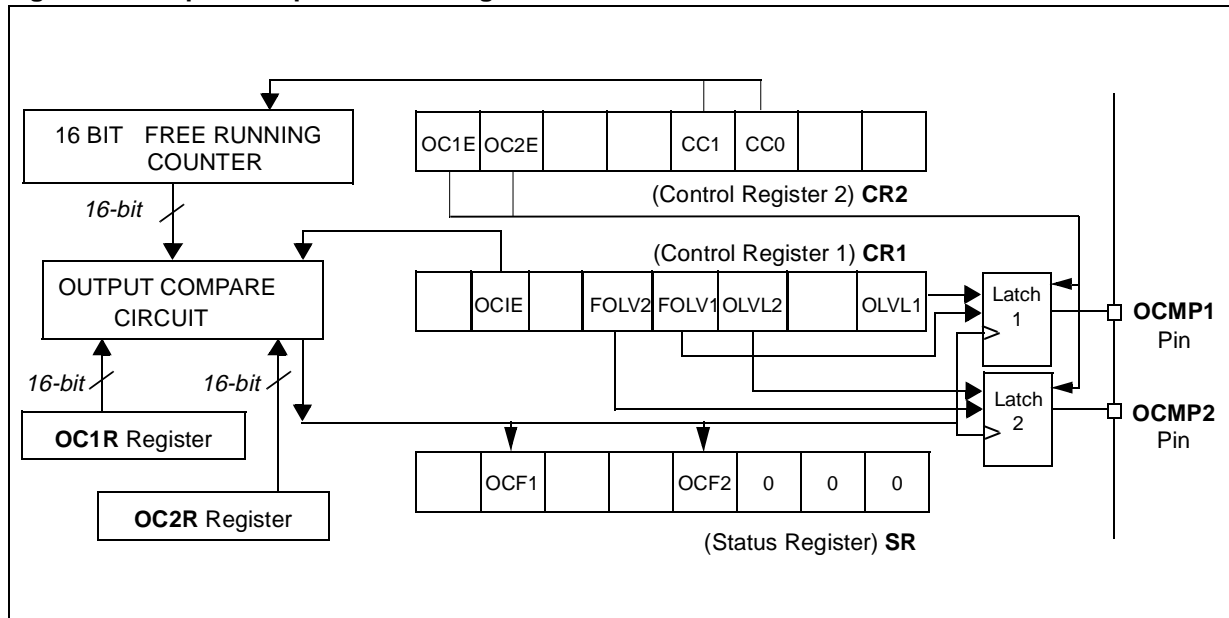 16 BIT FREE RUNNING
COUNTER
16-bit
OC1E OC2E CC1 CC0
(Control Register 2) CR2
(Control Register 1) CR1
OUTPUT COMPARE
CIRCUIT
OCIE FOLV2 FOLV1 OLVL2 OLVL1
Latch
1
OCMP1
Pin
16-bit
16-bit
Latch
2
OCMP2
Pin
OC1R Register
OCF1 OCF2 0 0 0
OC2R Register
(Status Register) SR